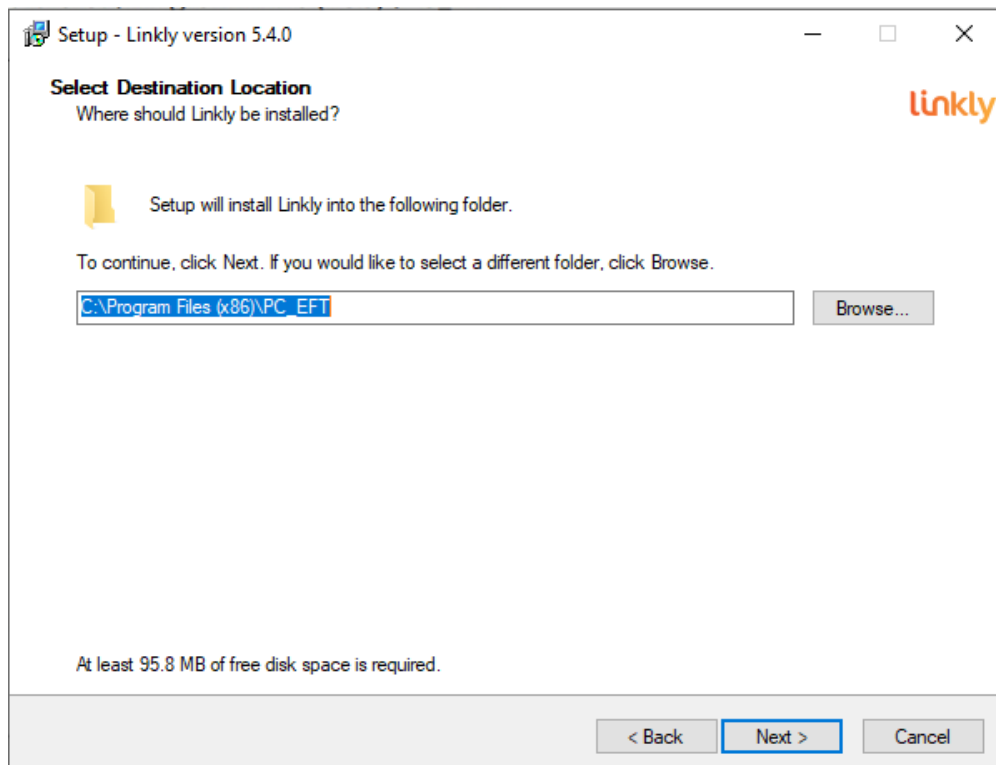 Setup - Linkly version 5.4.0
Select Destination Location
Where should Linkly be installed?
linkly
Setup will install Linkly into the following folder.
To continue, click Next. If you would like to select a different folder, click Browse.
C:\Program Files (x86)\PC_EFT
Browse...
At least 95.8 MB of free disk space is required.
< Back
Next >
Cancel